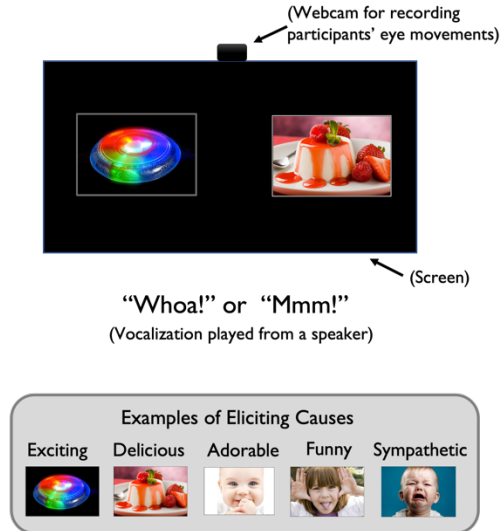 (Webcam for recording
participants’ eye movements)
(Screen)
“Whoa!” or “Mmm!”
(Vocalization played from a speaker)
Examples of Eliciting Causes
Exciting Delicious Adorable Funny Sympathetic